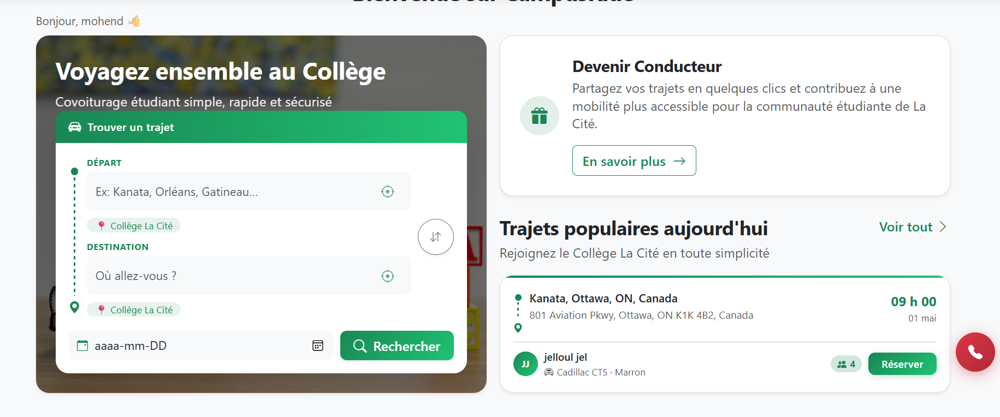 Bienvenue sur CampusRide
Bonjour, mohend 👋
Voyagez ensemble au Collège
Covoiturage étudiant simple, rapide et sécurisé
Trouver un trajet
DÉPART
Ex: Kanata, Orléans, Gatineau...
📍 Collège La Cité
DESTINATION
Où allez-vous ?
📍 Collège La Cité
aaaa-mm-DD
Rechercher
Devenir Conducteur
Partagez vos trajets en quelques clics et contribuez à une
mobilité plus accessible pour la communauté étudiante de La
Cité.
En savoir plus →
Trajets populaires aujourd'hui
Voir tout
Rejoignez le Collège La Cité en toute simplicité
Kanata, Ottawa, ON, Canada
09 h 00
801 Aviation Pkwy, Ottawa, ON K1K 4B2, Canada
01 mai
JJ
jelloul jel
Cadillac CT5 · Marron
4
Réserver